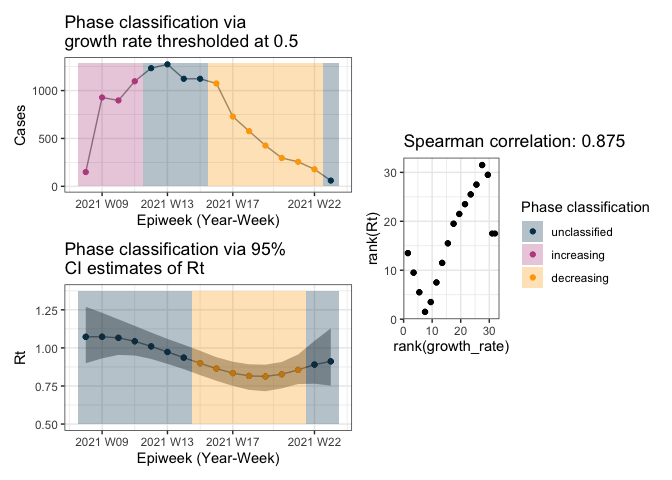 Phase classification via
growth rate thresholded at 0.5
Cases
1000
500
0
2021 W09
2021 W13
2021 W17
2021 W22
Epiweek (Year-Week)
Phase classification via 95%
CI estimates of Rt
Rt
1.25
1.00
0.75
0.50
2021 W09
2021 W13
2021 W17
2021 W22
Epiweek (Year-Week)
Spearman correlation: 0.875
rank(Rt)
30
20
10
0
0
10
20
30
rank(growth_rate)
Phase classification
unclassified
increasing
decreasing